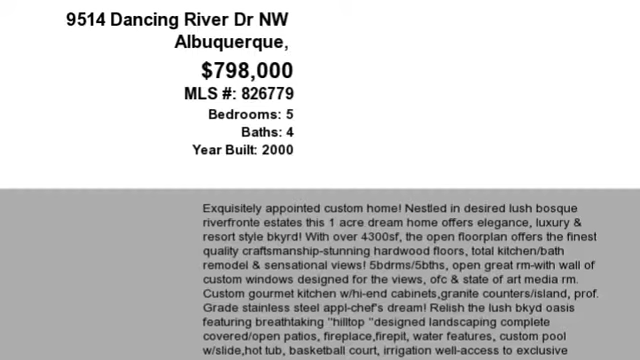 9514 Dancing River Dr NW
Albuquerque,
$798,000
MLS #: 826779
Bedrooms: 5
Baths: 4
Year Built: 2000
Exquisitely appointed custom home! Nestled in desired lush bosque
riverfronte estates this 1 acre dream home offers elegance, luxury &
resort style bkyrd! With over 4300sf, the open floorplan offers the finest
quality craftsmanship-stunning hardwood floors, total kitchen/bath
remodel & sensational views! 5bdrms/5bths, open great rm-with wall of
custom windows designed for the views, ofc & state of art media rm.
Custom gourmet kitchen w/hi-end cabinets,granite counters/island, prof.
Grade stainless steel appl-chef's dream! Relish the lush bkyd oasis
featuring breathtaking "hilltop "designed landscaping complete
covered/open patios, fireplace,firepit, water features, custom pool
w/slide,hot tub, basketball court, irrigation well-access to exclusive